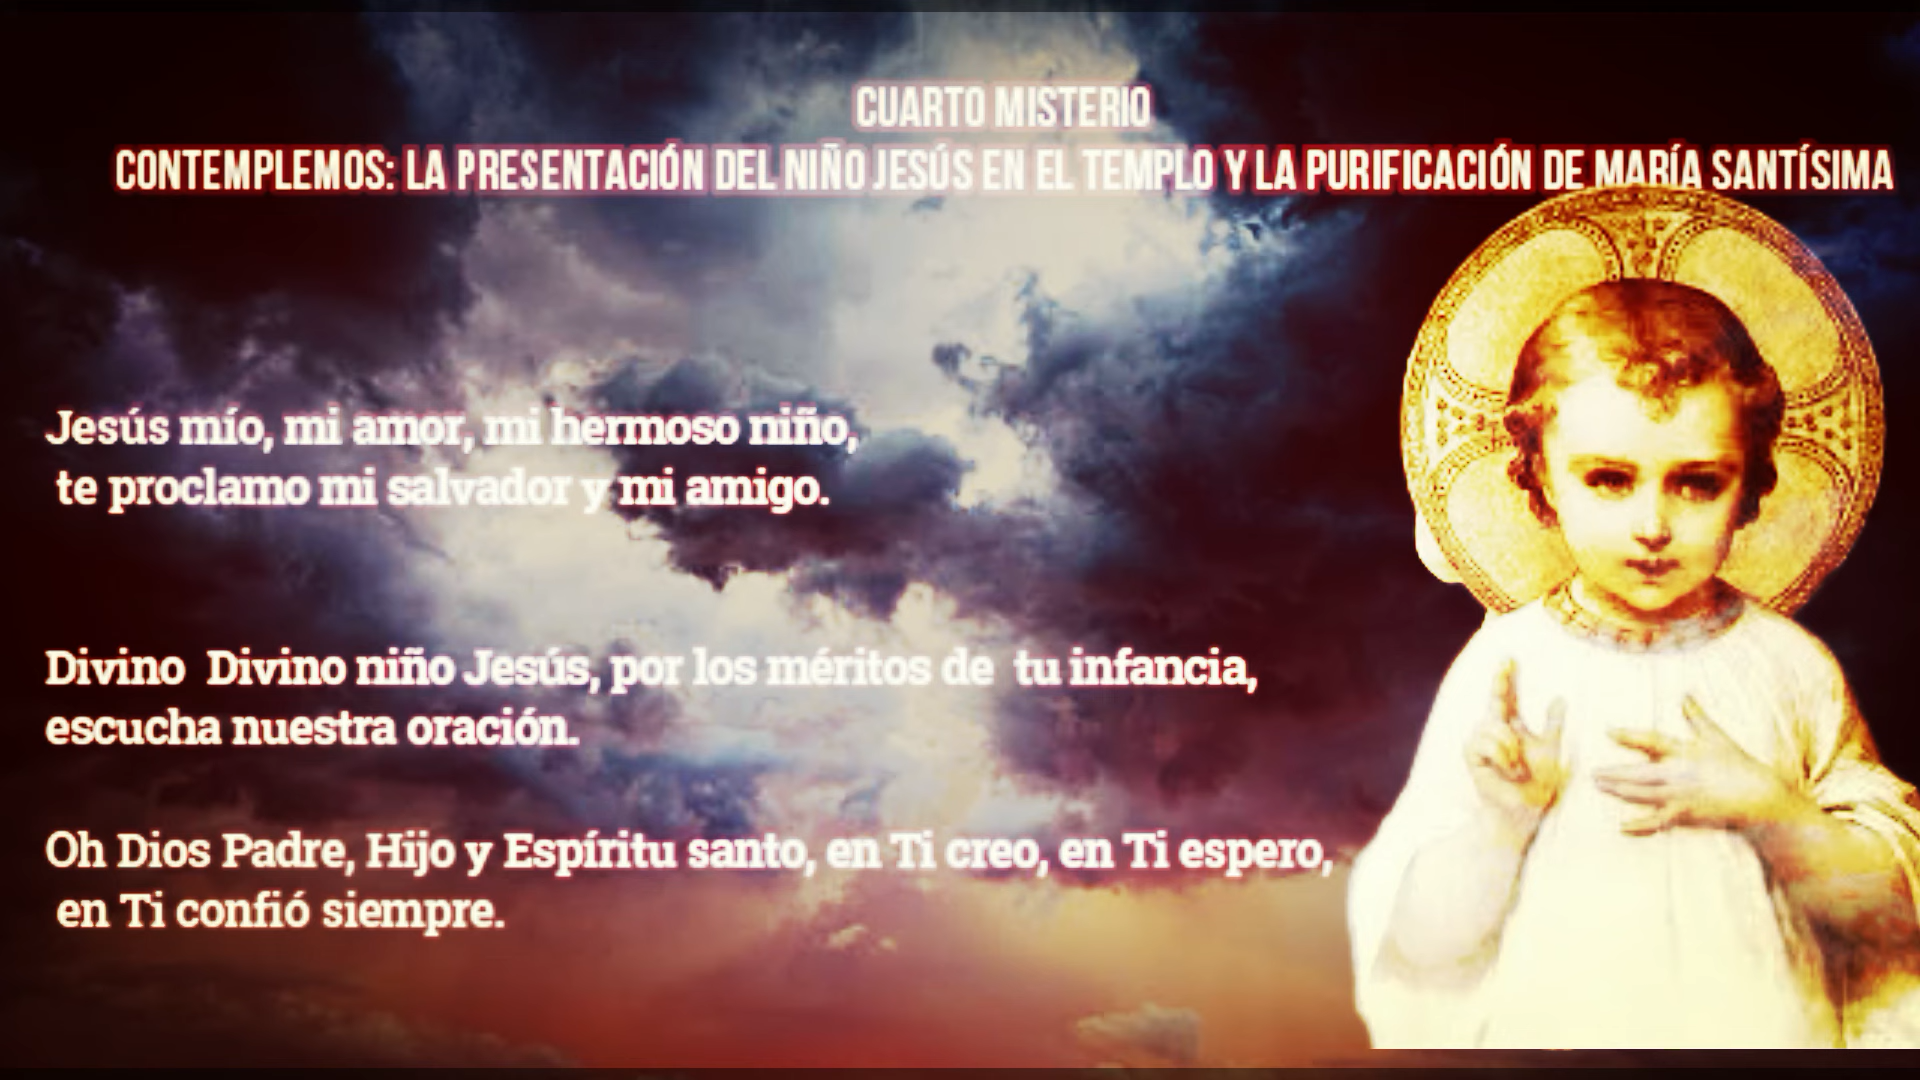 CUARTO MISTERIO
CONTEMPLEMOS: LA PRESENTACIÓN DEL NIÑO JESÚS EN EL TEMPLO Y LA PURIFICACIÓN DE MARÍA SANTÍSIMA
Jesús mío, mi amor, mi hermoso niño,
te proclamo mi salvador y mi amigo.
Divino Divino niño Jesús, por los méritos de tu infancia,
escucha nuestra oración.
Oh Dios Padre, Hijo y Espíritu santo, en Ti creo, en Ti espero,
en Ti confió siempre.